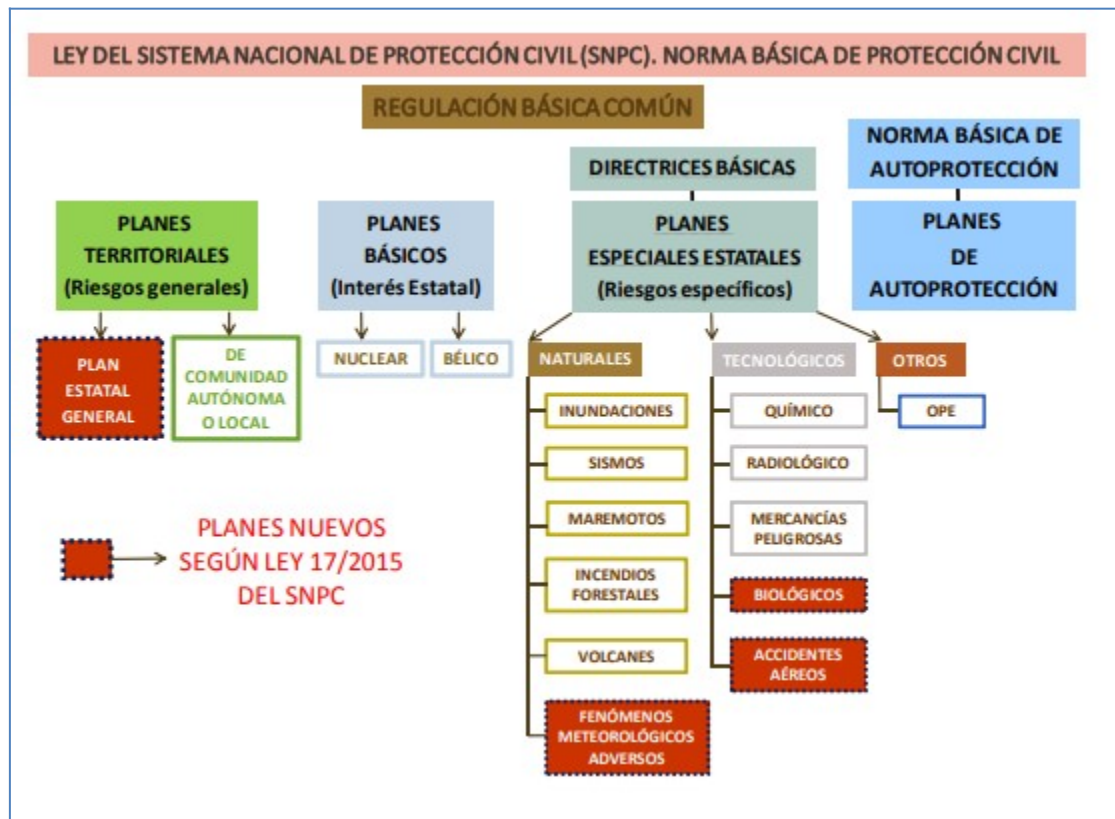 LEY DEL SISTEMA NACIONAL DE PROTECCIÓN CIVIL (SNPC). NORMA BÁSICA DE PROTECCIÓN CIVIL
REGULACIÓN BÁSICA COMÚN
DIRECTRICES BÁSICAS
NORMA BÁSICA DE
AUTOPROTECCIÓN
PLANES
TERRITORIALES
(Riesgos generales)
PLANES
BÁSICOS
(Interés Estatal)
PLANES
ESPECIALES ESTATALES
(Riesgos específicos)
PLANES
DE
AUTOPROTECCIÓN
PLAN
ESTATAL
GENERAL
DE
COMUNIDAD
AUTÓNOMA
O LOCAL
NUCLEAR
BÉLICO
NATURALES
INUNDACIONES
SISMOS
MAREMOTOS
INCENDIOS
FORESTALES
VOLCANES
FENÓMENOS
METEOROLÓGICOS
ADVERSOS
TECNOLÓGICOS
QUÍMICO
RADIOLÓGICO
MERCANCÍAS
PELIGROSAS
BIOLÓGICOS
ACCIDENTES
AÉREOS
OTROS
OPE
PLANES NUEVOS
SEGÚN LEY 17/2015
DEL SNPC